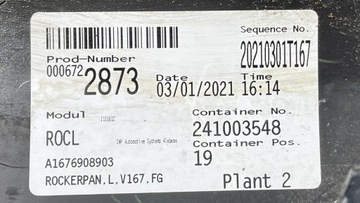 Sequence No.
20210301T167
Prod-Number
000672 2873
Date Time
03/01/2021 16:14
Modul
Container No.
ROCL
SMP Automotive Systems Alabama
241003548
Container Pos.
19
A1676908903
ROCKERPAN.L.V167.FG
Plant 2